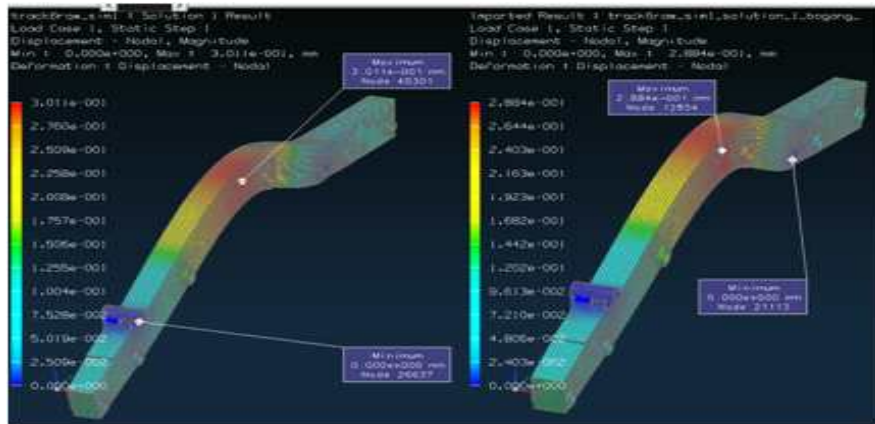 trackfram_sim1 : Solution 1 Result
Load Case 1, Static Step 1
Displacement - Nodal, Magnitude
Min : 0.000e+000, Max : 3.011e-001, mm
Deformation : Displacement - Nodal
Maximum
3.011e-001 mm
Node 40301
3.011e-001
2.760e-001
2.509e-001
2.258e-001
2.008e-001
1.757e-001
1.506e-001
1.255e-001
1.004e-001
7.528e-002
5.019e-002
2.509e-002
0.000e+000
Minimum
0.000e+000 mm
Node 26637
Imported Result : trackfram_sim1_solution_1_bogang_
Load Case 1, Static Step 1
Displacement - Nodal, Magnitude
Min : 0.000e+000, Max : 2.884e-001, mm
Deformation : Displacement - Nodal
Maximum
2.884e-001 mm
Node 12504
2.884e-001
2.644e-001
2.403e-001
2.163e-001
1.923e-001
1.682e-001
1.442e-001
1.202e-001
9.613e-002
7.210e-002
4.806e-002
2.403e-002
0.000e+000
Minimum
0.000e+000 mm
Node 21113